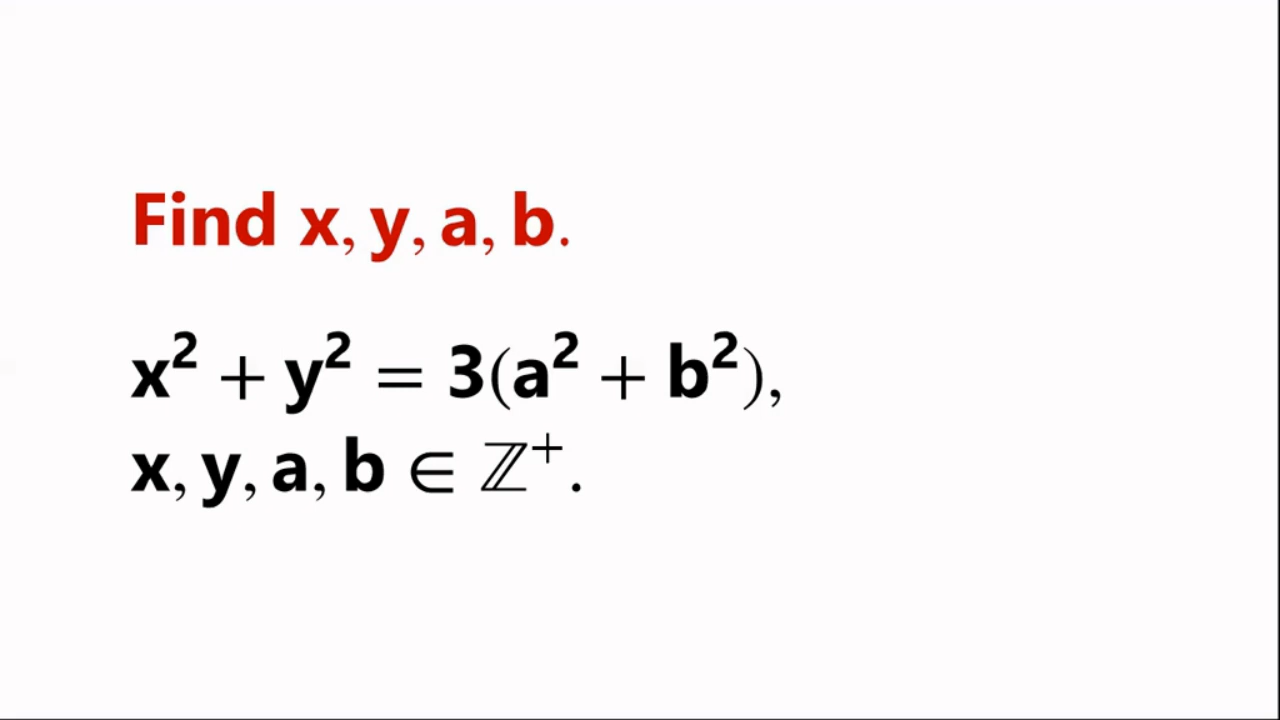 Find x, y, a, b.
x² + y² = 3(a² + b²),
x, y, a, b ∈ ℤ⁺.